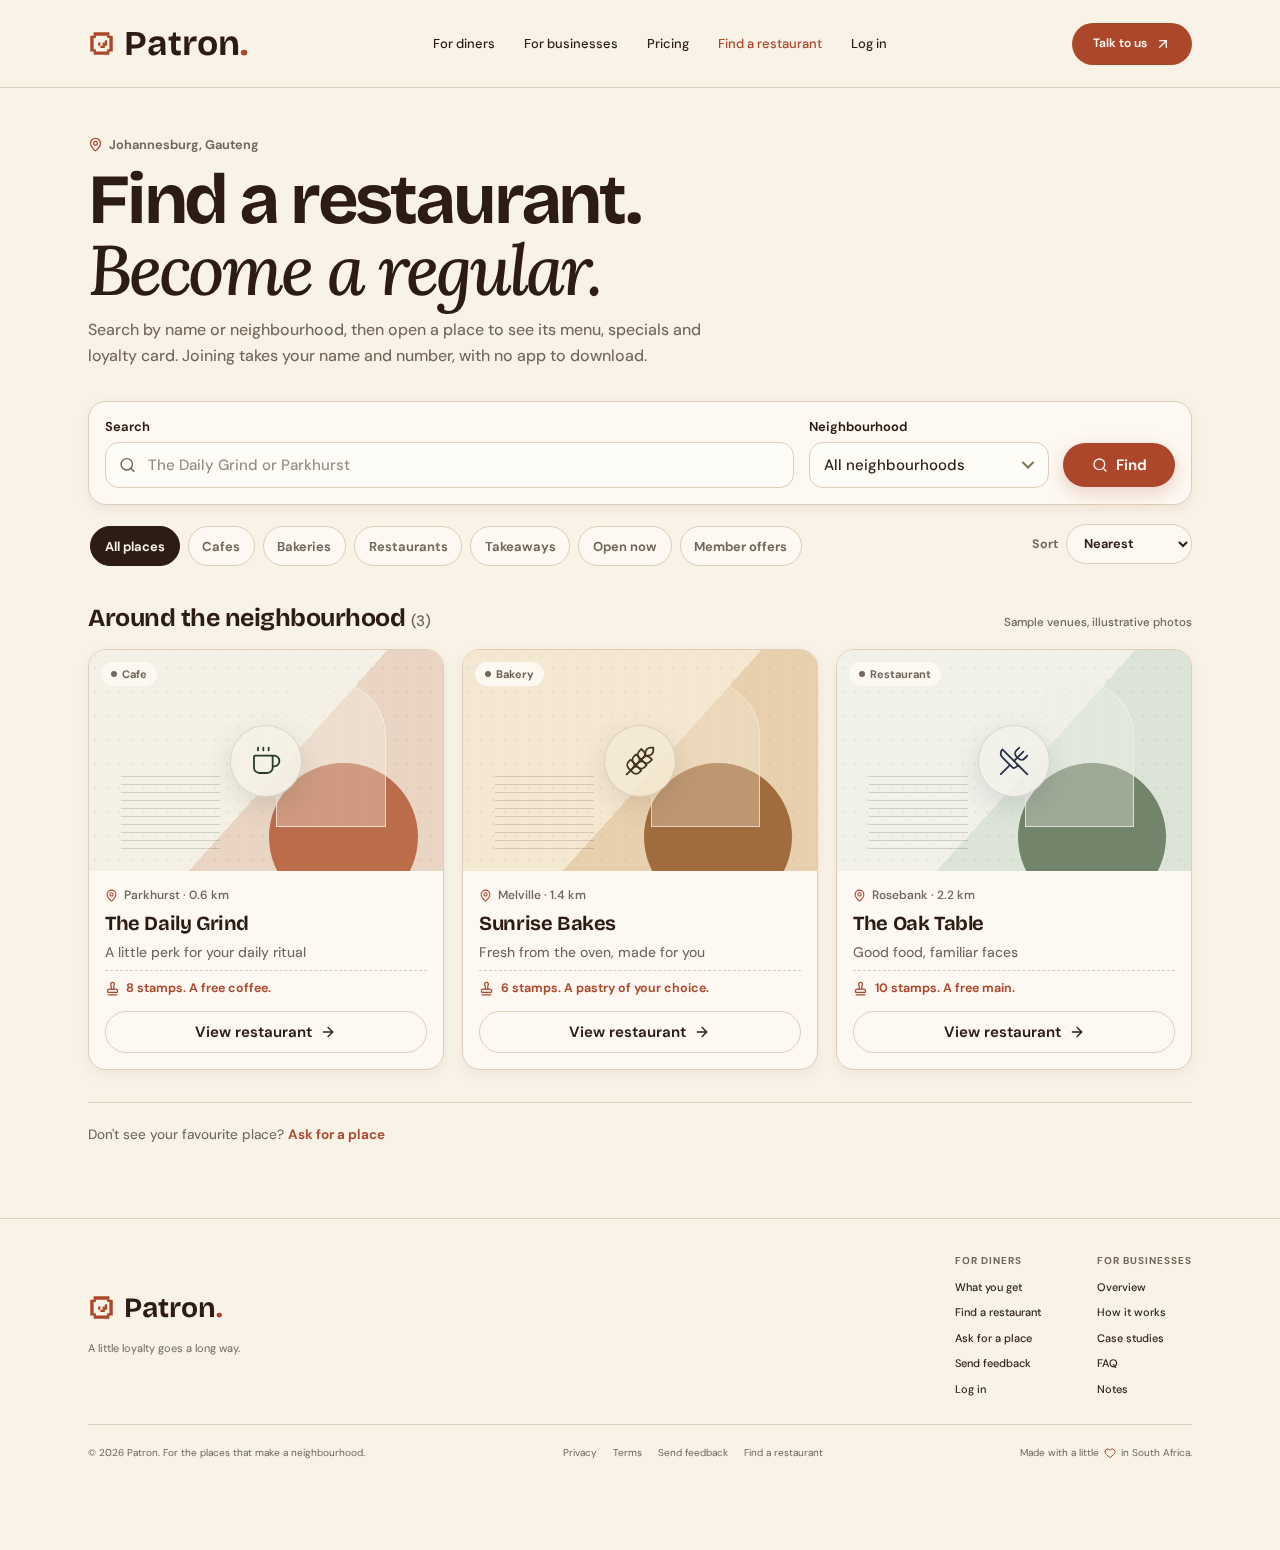 Patron.
For diners
For businesses
Pricing
Find a restaurant
Log in
Talk to us
Johannesburg, Gauteng
Find a restaurant.
Become a regular.
Search by name or neighbourhood, then open a place to see its menu, specials and
loyalty card. Joining takes your name and number, with no app to download.
Search
The Daily Grind or Parkhurst
Neighbourhood
All neighbourhoods
Find
All places
Cafes
Bakeries
Restaurants
Takeaways
Open now
Member offers
Sort
Nearest
Around the neighbourhood (3)
Sample venues, illustrative photos
Cafe
Parkhurst · 0.6 km
The Daily Grind
A little perk for your daily ritual
8 stamps. A free coffee.
View restaurant
Bakery
Melville · 1.4 km
Sunrise Bakes
Fresh from the oven, made for you
6 stamps. A pastry of your choice.
View restaurant
Restaurant
Rosebank · 2.2 km
The Oak Table
Good food, familiar faces
10 stamps. A free main.
View restaurant
Don't see your favourite place? Ask for a place
Patron.
A little loyalty goes a long way.
FOR DINERS
What you get
Find a restaurant
Ask for a place
Send feedback
Log in
FOR BUSINESSES
Overview
How it works
Case studies
FAQ
Notes
© 2026 Patron. For the places that make a neighbourhood.
Privacy
Terms
Send feedback
Find a restaurant
Made with a little in South Africa.